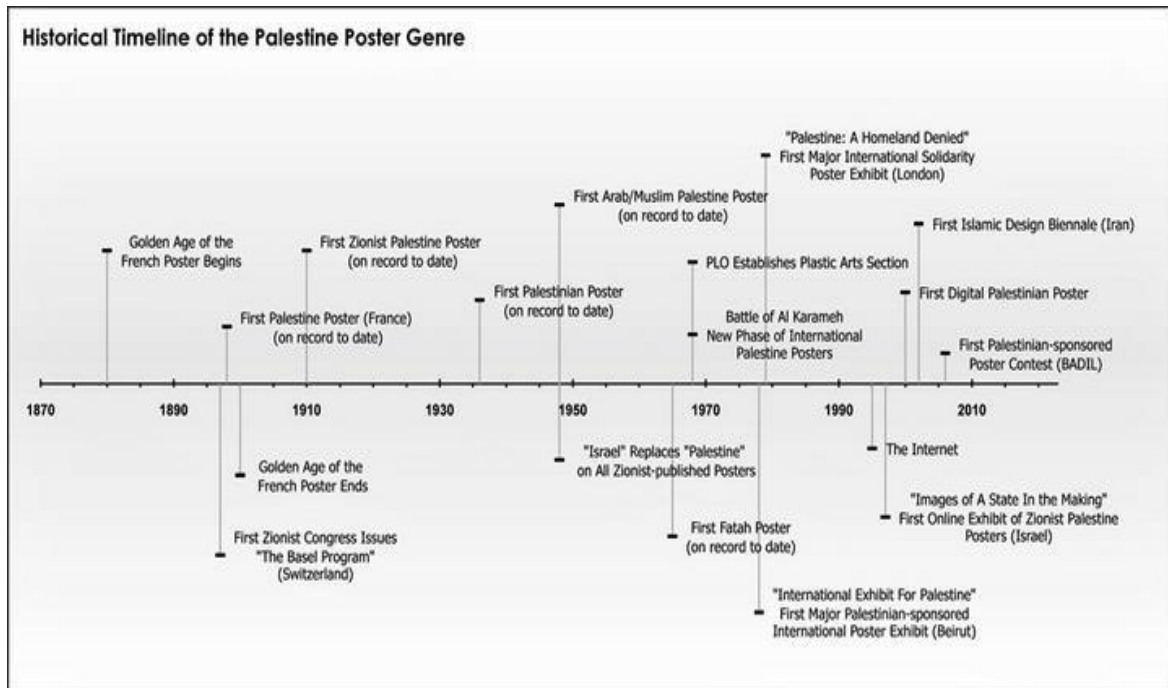 Historical Timeline of the Palestine Poster Genre
"Palestine: A Homeland Denied"
First Major International Solidarity
Poster Exhibit (London)
First Arab/Muslim Palestine Poster
(on record to date)
First Islamic Design Biennale (Iran)
Golden Age of the
French Poster Begins
First Zionist Palestine Poster
(on record to date)
PLO Establishes Plastic Arts Section
First Palestinian Poster
(on record to date)
First Digital Palestinian Poster
First Palestine Poster (France)
(on record to date)
Battle of Al Karameh
New Phase of International
Palestine Posters
First Palestinian-sponsored
Poster Contest (BADIL)
1870 1890 1910 1930 1950 1970 1990 2010
"Israel" Replaces "Palestine"
on All Zionist-published Posters
The Internet
Golden Age of the
French Poster Ends
"Images of A State In the Making"
First Online Exhibit of Zionist Palestine
Posters (Israel)
First Fatah Poster
(on record to date)
First Zionist Congress Issues
"The Basel Program"
(Switzerland)
"International Exhibit For Palestine"
First Major Palestinian-sponsored
International Poster Exhibit (Beirut)